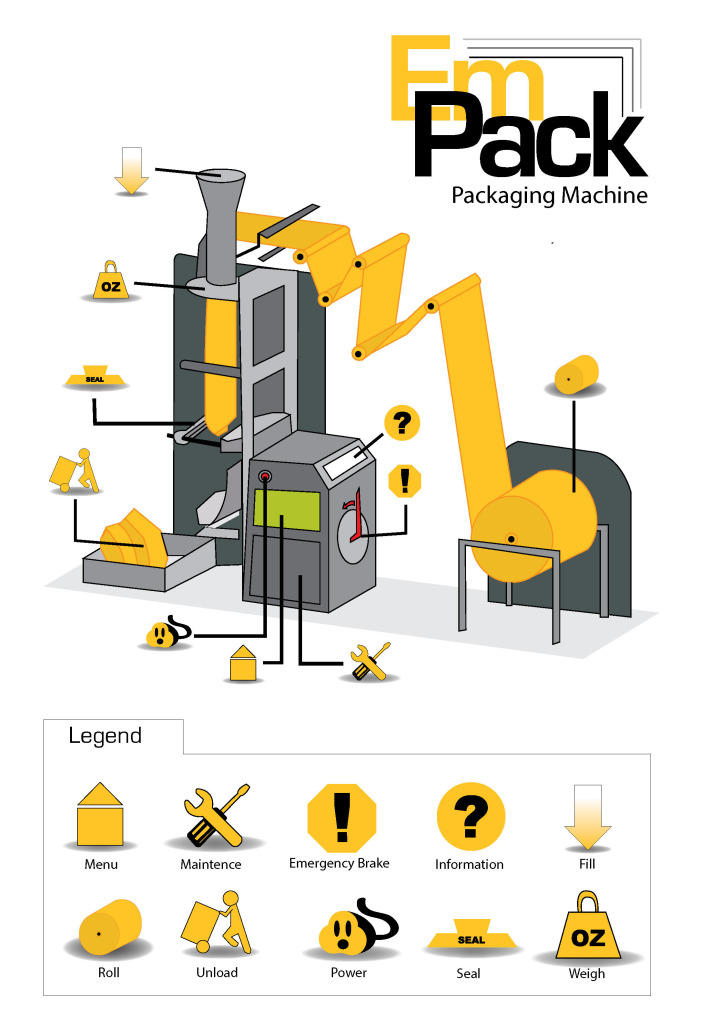 Em
Pack
Packaging Machine
OZ
SEAL
?
!
Legend
! ?
Menu Maintence Emergency Brake Information Fill
SEAL OZ
Roll Unload Power Seal Weigh